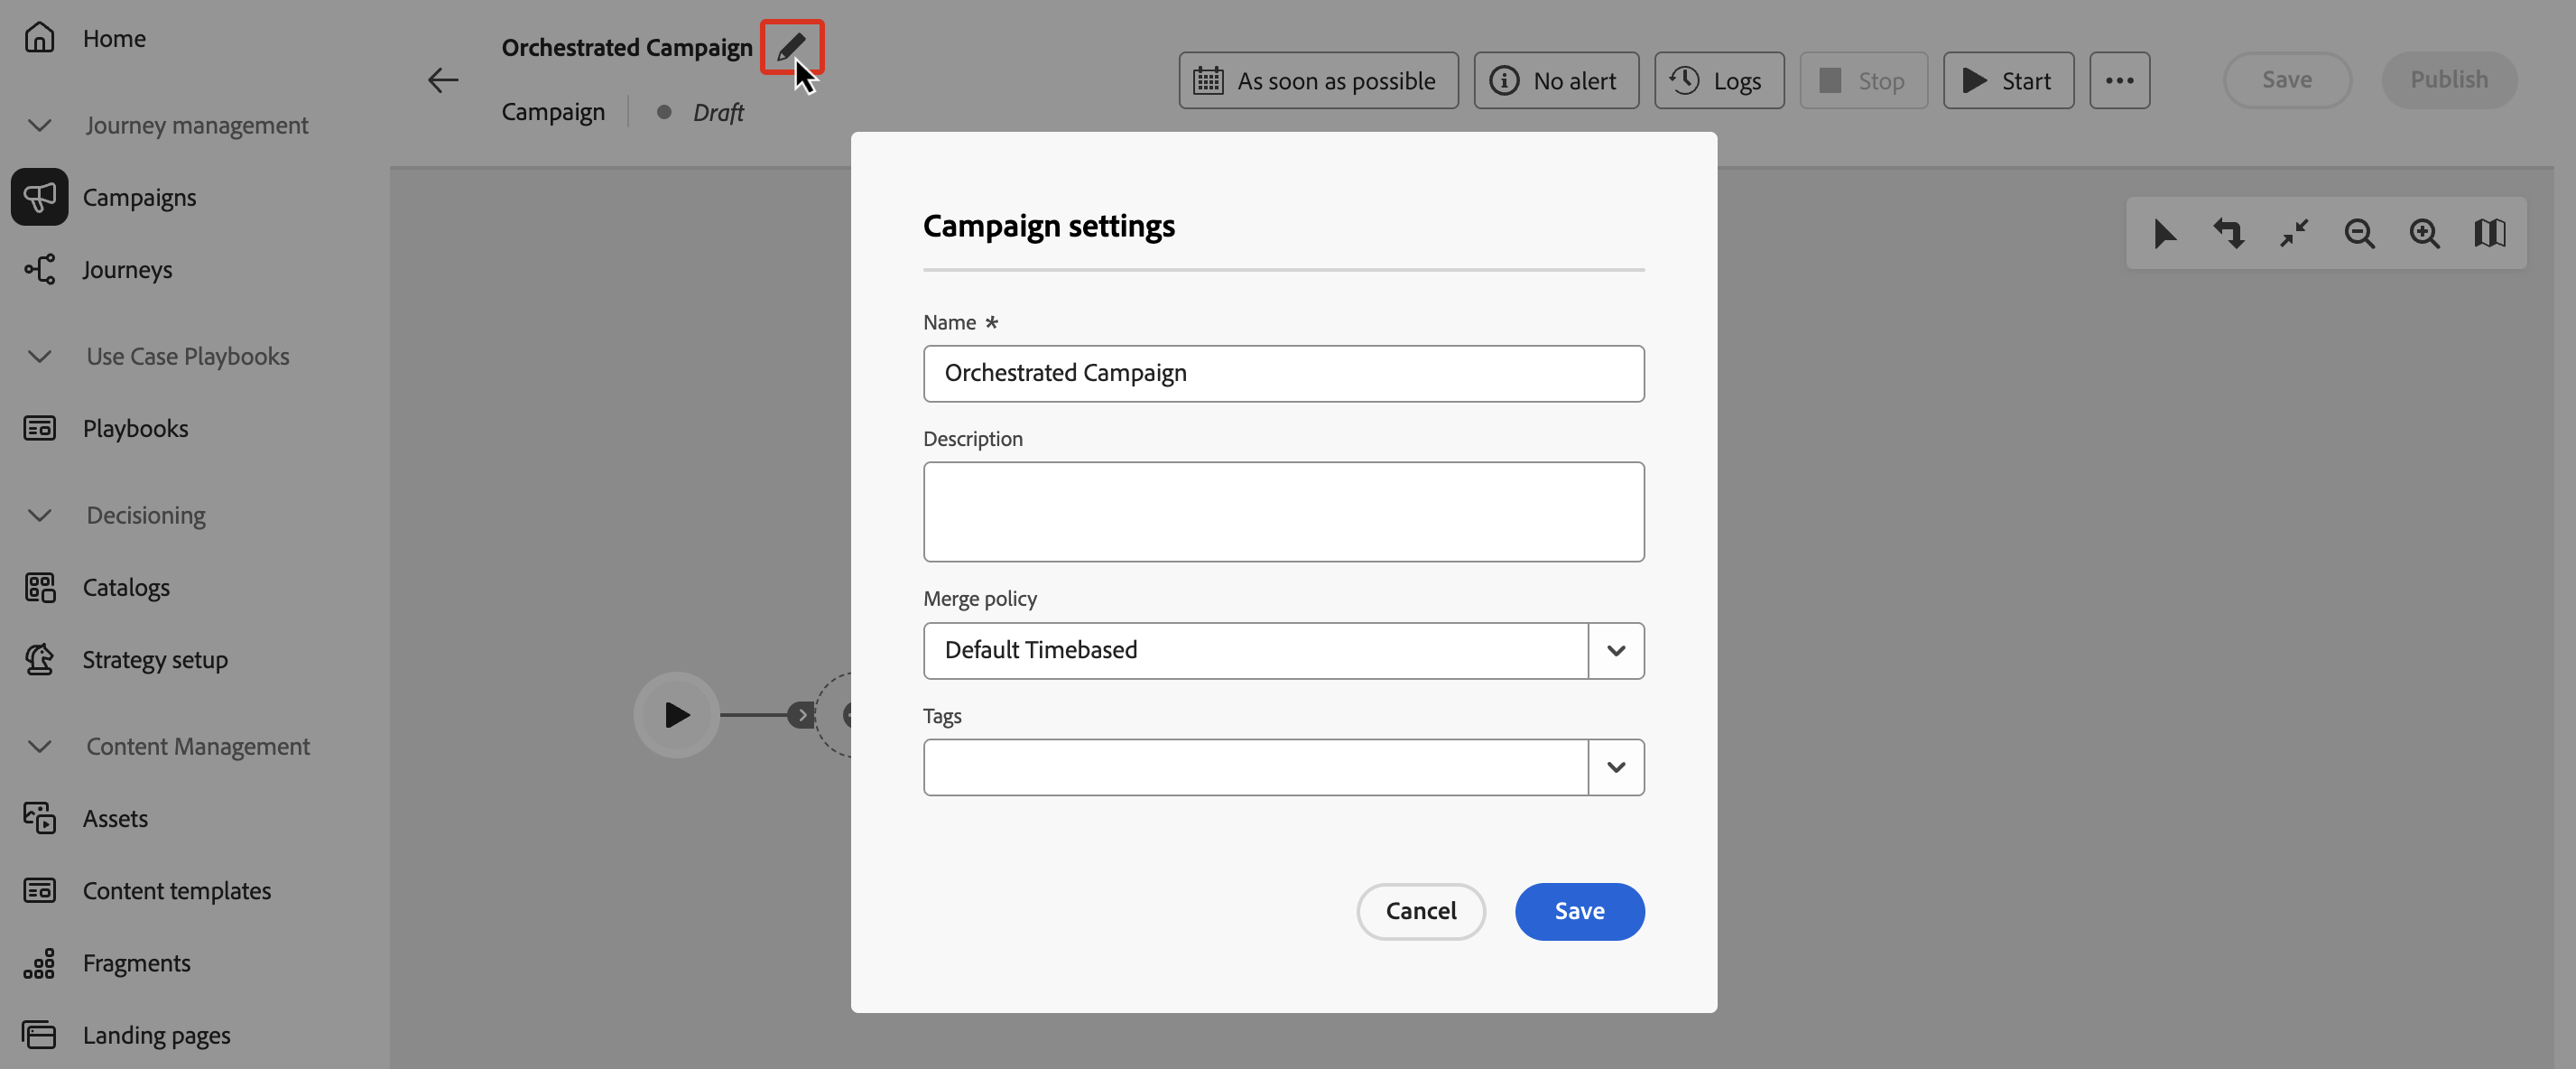 Home
Journey management
Campaigns
Journeys
Use Case Playbooks
Playbooks
Decisioning
Catalogs
Strategy setup
Content Management
Assets
Content templates
Fragments
Landing pages
Orchestrated Campaign
Campaign
Draft
As soon as possible
No alert
Logs
Stop
Start
Save
Publish
Campaign settings
Name *
Orchestrated Campaign
Description
Merge policy
Default Timebased
Tags
Cancel
Save